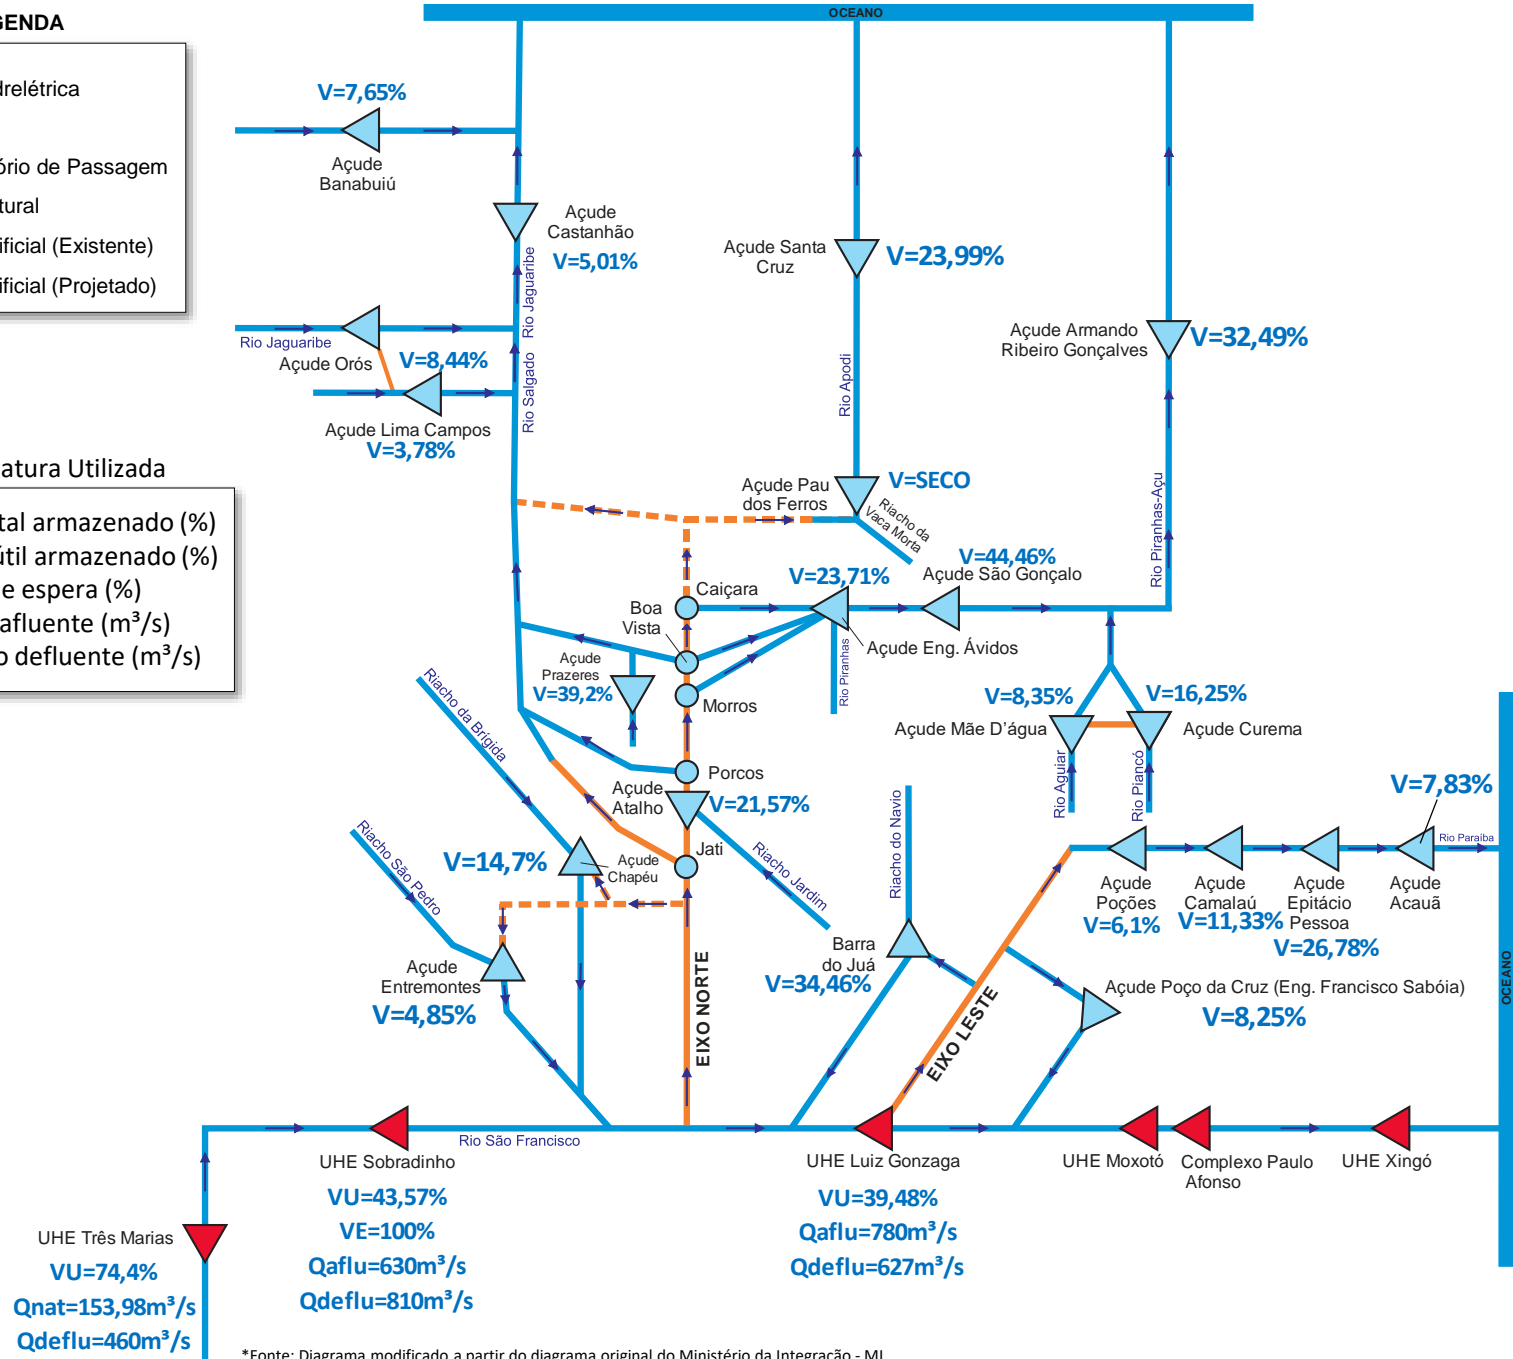 GENDA
drelétrica
ório de Passagem
tural
ificial (Existente)
ificial (Projetado)
atura Utilizada
tal armazenado (%)
útil armazenado (%)
e espera (%)
afluente (m³/s)
o defluente (m³/s)
OCEANO
V=7,65%
Açude
Banabuiú
Açude
Castanhão
V=5,01%
Rio Jaguaribe
Rio Jaguaribe
Açude Orós
V=8,44%
Rio Salgado
Açude Lima Campos
V=3,78%
Açude Santa
Cruz
V=23,99%
Rio Apodi
Açude Armando
Ribeiro Gonçalves
V=32,49%
Açude Pau
dos Ferros
V=SECO
Riacho da
Vaca Morta
Rio Piranhas-Açu
V=44,46%
Açude São Gonçalo
V=23,71%
Açude Eng. Ávidos
Rio Piranhas
Caiçara
Boa
Vista
Morros
Açude
Prazeres
V=39,2%
Porcos
Açude
Atalho
V=21,57%
Jati
Riacho da Brígida
Riacho São Pedro
V=14,7%
Açude
Chapéu
Riacho Jardim
Açude
Entremontes
V=4,85%
EIXO NORTE
V=8,35%
Açude Mãe D'água
V=16,25%
Açude Curema
Rio Aguiar
Rio Piancó
V=7,83%
Rio Paraíba
Riacho do Navio
Açude
Poções
V=6,1%
Açude
Camalaú
V=11,33%
Açude
Epitácio
Pessoa
V=26,78%
Açude
Acauã
Barra
do Juá
V=34,46%
EIXO LESTE
Açude Poço da Cruz (Eng. Francisco Sabóia)
V=8,25%
OCEANO
Rio São Francisco
UHE Sobradinho
VU=43,57%
VE=100%
Qaflu=630m³/s
Qdeflu=810m³/s
UHE Luiz Gonzaga
VU=39,48%
Qaflu=780m³/s
Qdeflu=627m³/s
UHE Moxotó
Complexo Paulo
Afonso
UHE Xingó
UHE Três Marias
VU=74,4%
Qnat=153,98m³/s
Qdeflu=460m³/s
*Fonte: Diagrama modificado a partir do diagrama original do Ministério da Integração - MI